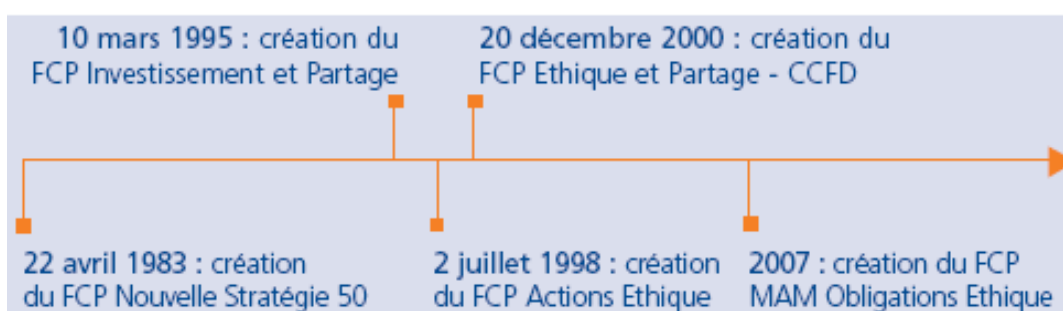 10 mars 1995 : création du
FCP Investissement et Partage
20 décembre 2000 : création du
FCP Ethique et Partage - CCFD
22 avril 1983 : création
du FCP Nouvelle Stratégie 50
2 juillet 1998 : création
du FCP Actions Ethique
2007 : création du FCP
MAM Obligations Ethique